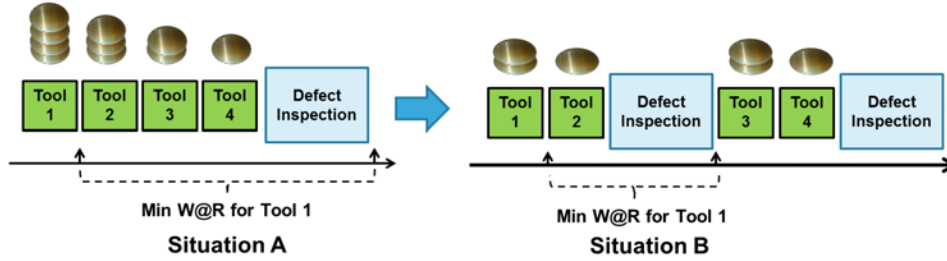 Tool 1
Tool 2
Tool 3
Tool 4
Defect Inspection
Min W@R for Tool 1
Situation A
Tool 1
Tool 2
Defect Inspection
Tool 3
Tool 4
Defect Inspection
Min W@R for Tool 1
Situation B